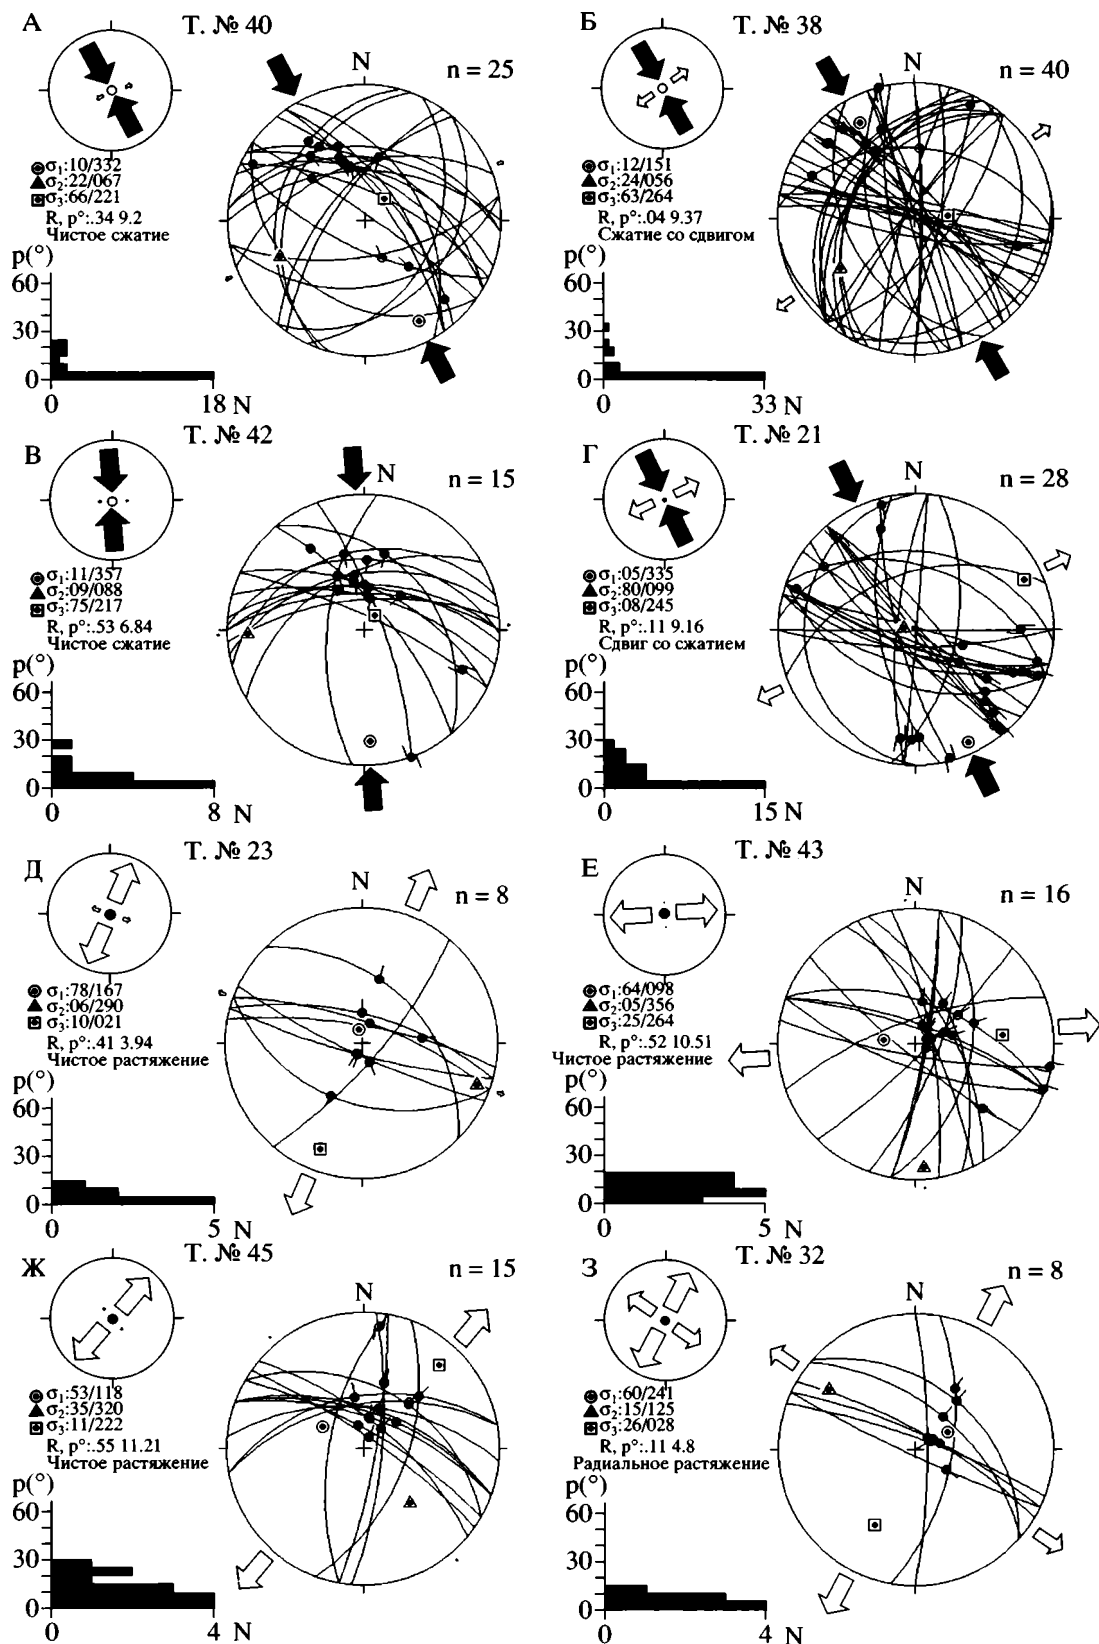 А
Т. № 40
N
n = 25
σ1:10/332
σ2:22/067
σ3:66/221
R, p°:.34 9.2
Чистое сжатие
p(°)
60
30
0
0
18 N
Б
Т. № 38
N
n = 40
σ1:12/151
σ2:24/056
σ3:63/264
R, p°:.04 9.37
Сжатие со сдвигом
p(°)
60
30
0
0
33 N
В
Т. № 42
N
n = 15
σ1:11/357
σ2:09/088
σ3:75/217
R, p°:.53 6.84
Чистое сжатие
p(°)
60
30
0
0
8 N
Г
Т. № 21
N
n = 28
σ1:05/335
σ2:80/099
σ3:08/245
R, p°:.11 9.16
Сдвиг со сжатием
p(°)
60
30
0
0
15 N
Д
Т. № 23
N
n = 8
σ1:78/167
σ2:06/290
σ3:10/021
R, p°:.41 3.94
Чистое растяжение
p(°)
60
30
0
0
5 N
Е
Т. № 43
N
n = 16
σ1:64/098
σ2:05/356
σ3:25/264
R, p°:.52 10.51
Чистое растяжение
p(°)
60
30
0
0
5 N
Ж
Т. № 45
N
n = 15
σ1:53/118
σ2:35/320
σ3:11/222
R, p°:.55 11.21
Чистое растяжение
p(°)
60
30
0
0
4 N
З
Т. № 32
N
n = 8
σ1:60/241
σ2:15/125
σ3:26/028
R, p°:.11 4.8
Радиальное растяжение
p(°)
60
30
0
0
4 N